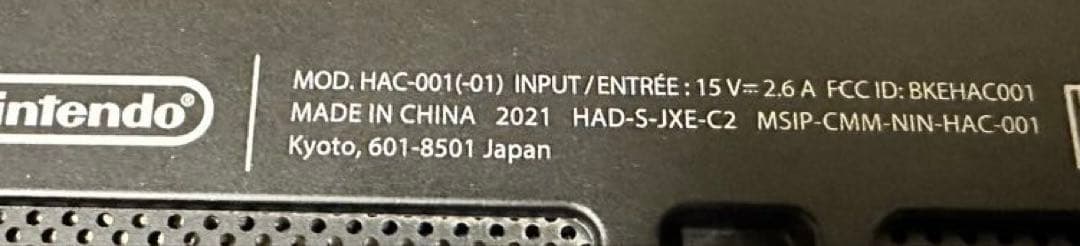 Nintendo®
MOD. HAC-001(-01) INPUT/ENTRÉE : 15 V⎓2.6 A FCC ID: BKEHAC001
MADE IN CHINA 2021 HAD-S-JXE-C2 MSIP-CMM-NIN-HAC-001
Kyoto, 601-8501 Japan